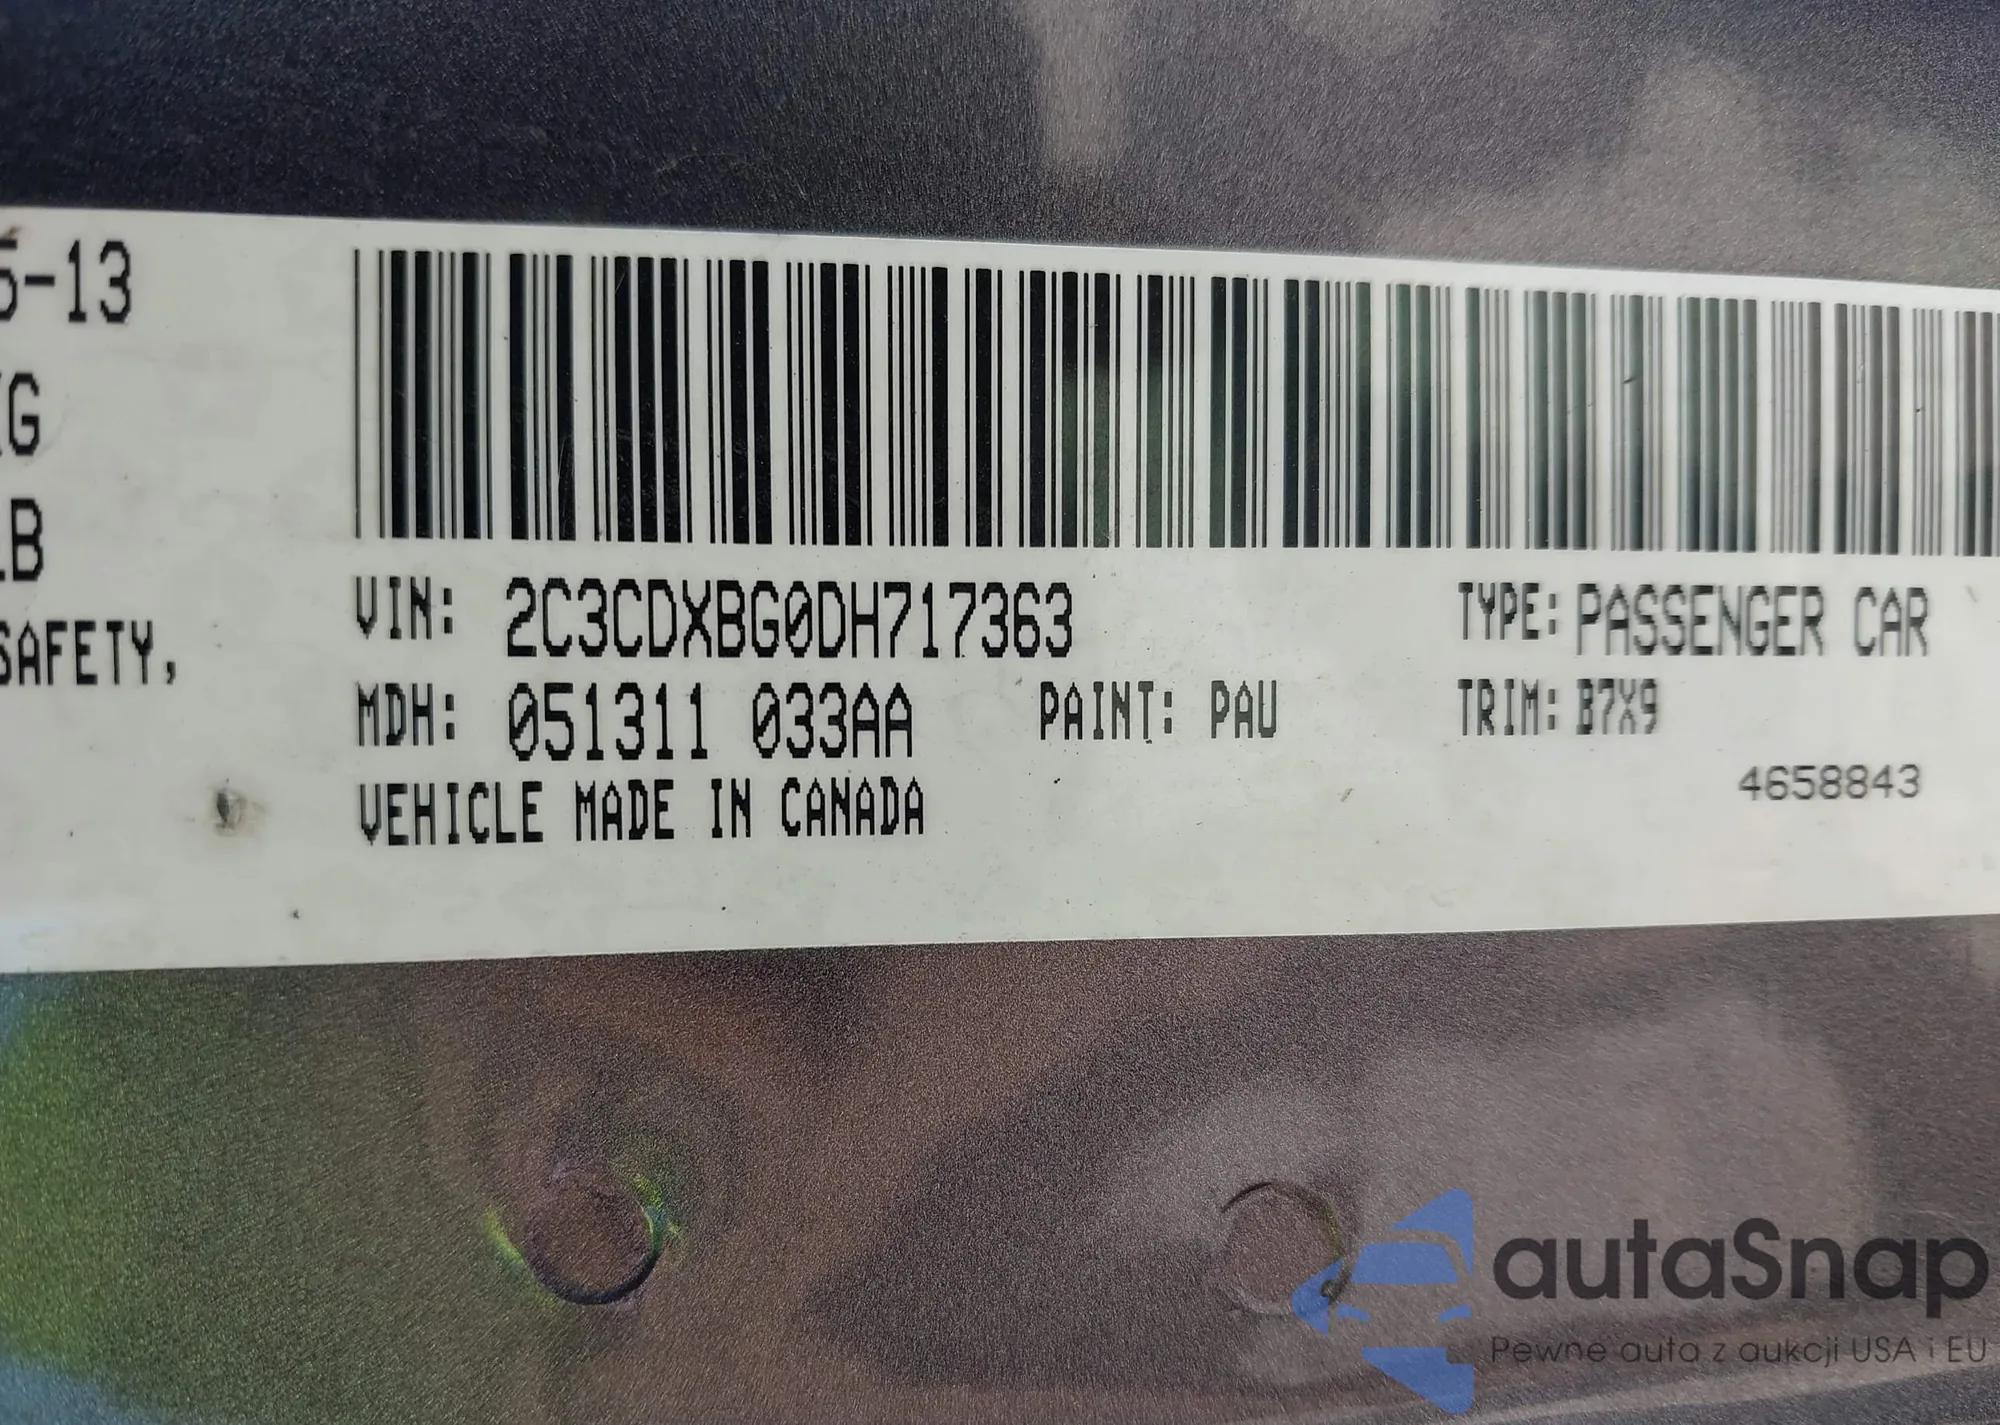 5-13
KG
LB
SAFETY,
VIN: 2C3CDXBG0DH717363
TYPE: PASSENGER CAR
MDH: 051311 033AA
PAINT: PAU
TRIM: B7X9
VEHICLE MADE IN CANADA
4658843
autaSnap
Pewne auta z aukcji USA i EU